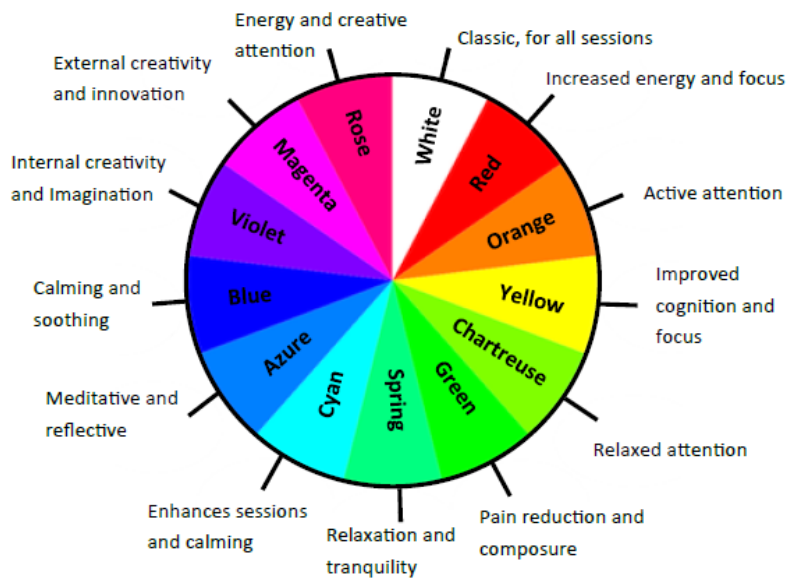 Energy and creative
attention
Classic, for all sessions
External creativity
and innovation
Increased energy and focus
Internal creativity
and Imagination
Active attention
Calming and
soothing
Improved
cognition and
focus
Meditative and
reflective
Relaxed attention
Enhances sessions
and calming
Relaxation and
tranquility
Pain reduction and
composure
White
Red
Orange
Yellow
Chartreuse
Green
Spring
Cyan
Azure
Blue
Violet
Magenta
Rose